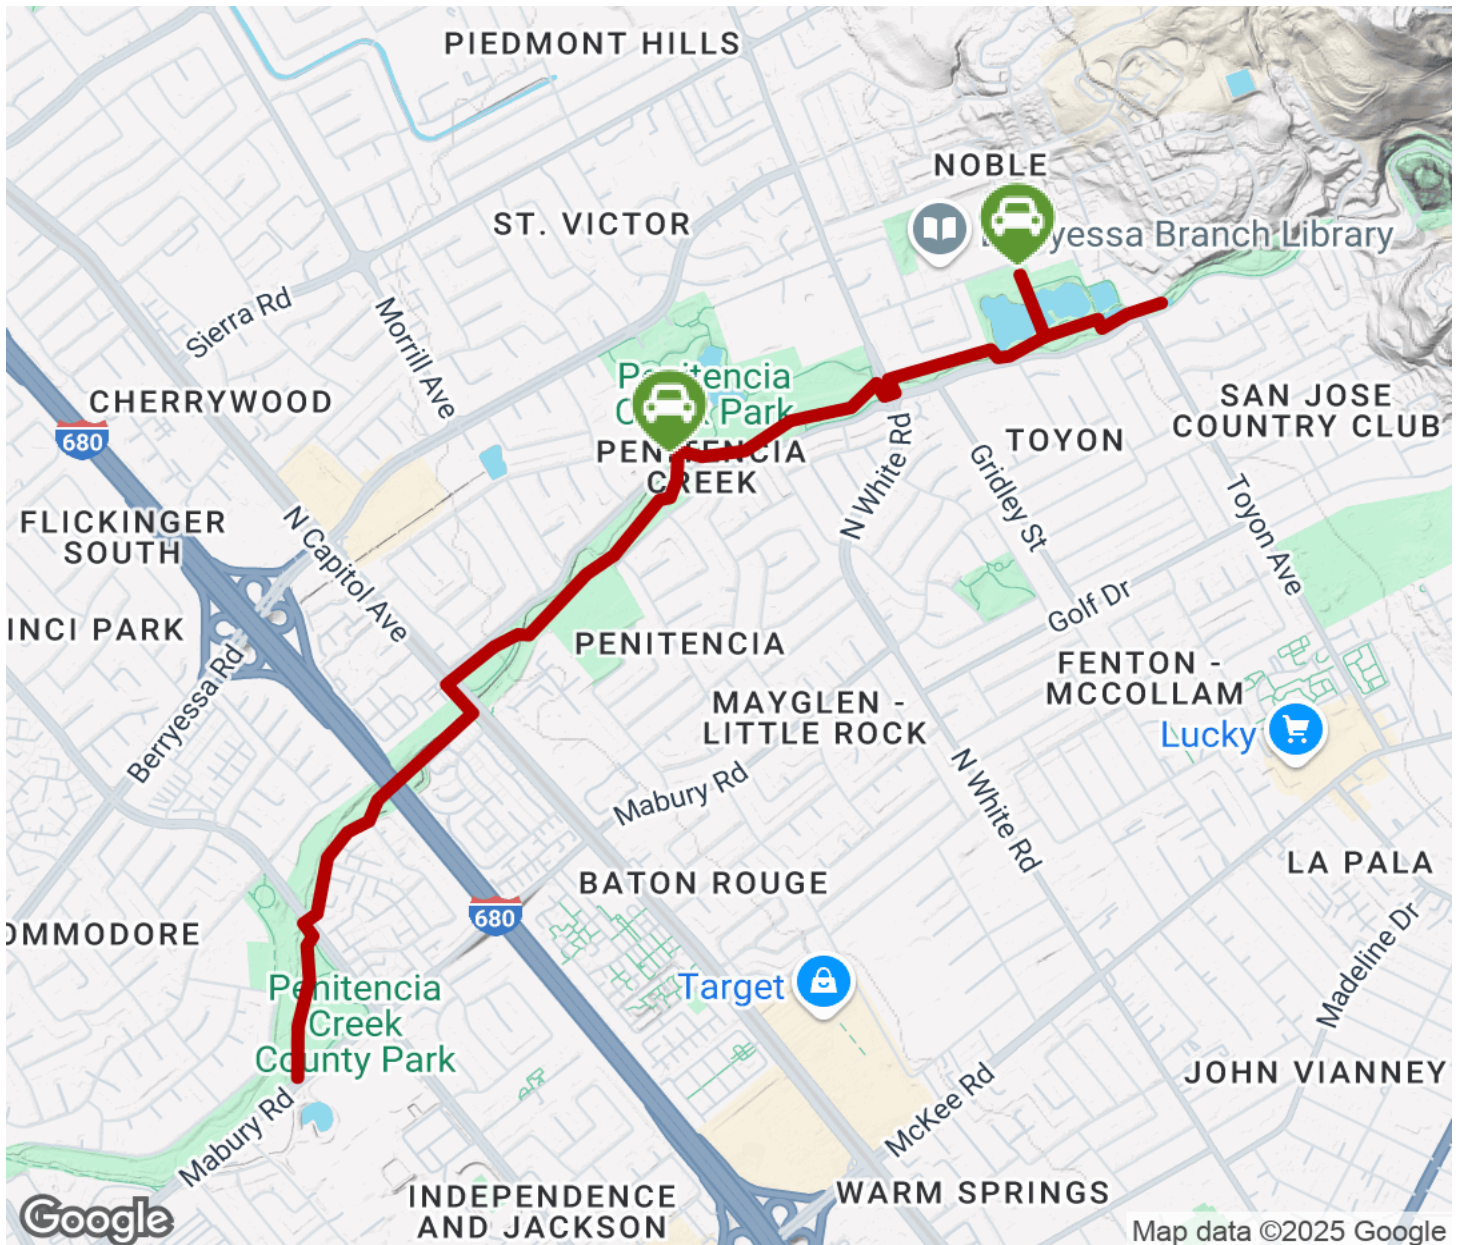 PIEDMONT HILLS
NOBLE
ST. VICTOR
yessa Branch Library
Sierra Rd
Morrill Ave
CHERRYWOOD
680
Penitencia
Creek Park
PENITENCIA
CREEK
SAN JOSE
COUNTRY CLUB
TOYON
N White Rd
Gridley St
Toyon Ave
FLICKINGER
SOUTH
N Capitol Ave
Golf Dr
INCI PARK
PENITENCIA
Berryessa Rd
FENTON -
MCCOLLAM
MAYGLEN -
LITTLE ROCK
Lucky
Mabury Rd
N White Rd
LA PALA
BATON ROUGE
680
OMMODORE
Madeline Dr
Target
Penitencia
Creek
County Park
JOHN VIANNEY
McKee Rd
Mabury Rd
INDEPENDENCE
AND JACKSON
WARM SPRINGS
Google
Map data ©2025 Google